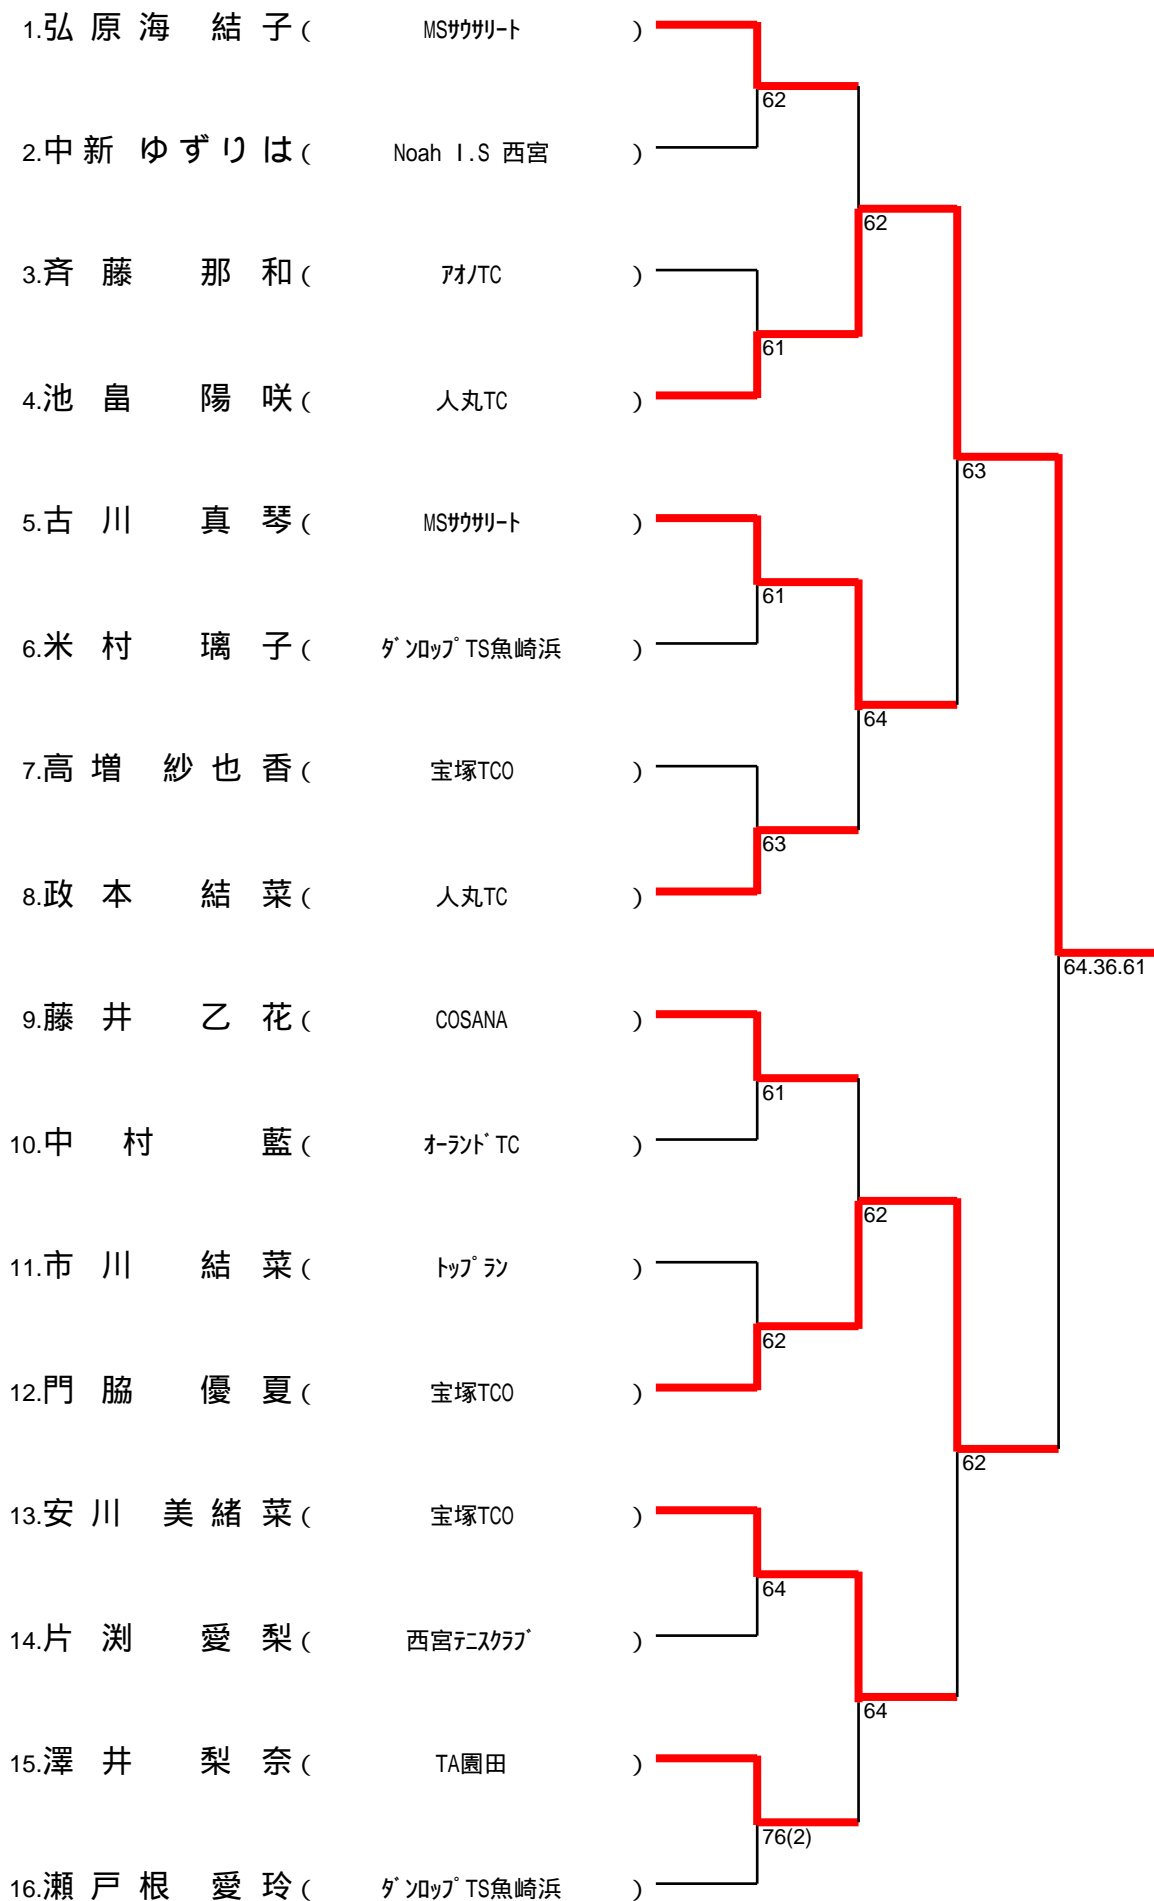 1.弘原海 結子( MSｻｳｻﾘｰﾄ )
62
2.中新 ゆずりは( Noah I.S 西宮 )
62
3.斉藤 那和( ｱｵﾉTC )
61
4.池畠 陽咲( 人丸TC )
63
5.古川 真琴( MSｻｳｻﾘｰﾄ )
61
6.米村 璃子( ﾀﾞﾝﾛｯﾌﾟTS魚崎浜 )
64
7.高増 紗也香( 宝塚TCO )
63
8.政本 結菜( 人丸TC )
64.36.61
9.藤井 乙花( COSANA )
61
10.中村 藍( ｵｰﾗﾝﾄﾞTC )
62
11.市川 結菜( ﾄｯﾌﾟﾗﾝ )
62
12.門脇 優夏( 宝塚TCO )
62
13.安川 美緒菜( 宝塚TCO )
64
14.片渕 愛梨( 西宮ﾃﾆｽｸﾗﾌﾞ )
64
15.澤井 梨奈( TA園田 )
76(2)
16.瀬戸根 愛玲( ﾀﾞﾝﾛｯﾌﾟTS魚崎浜 )